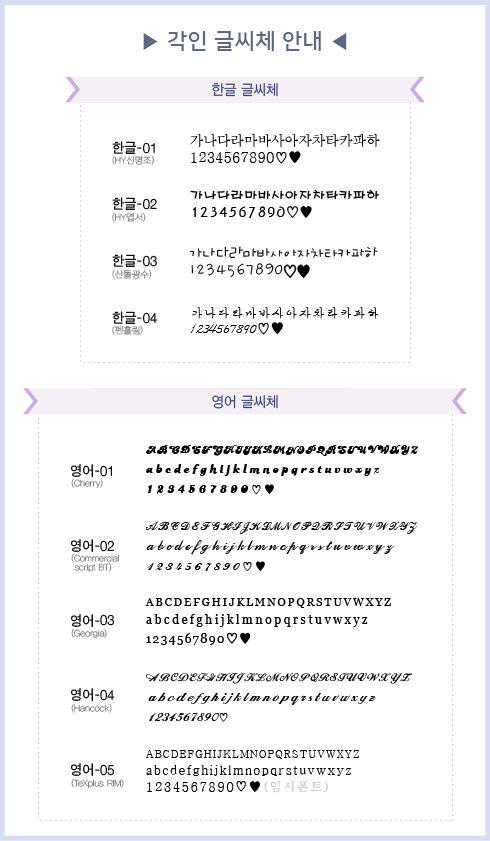 ▶ 각인 글씨체 안내 ◀
한글 글씨체
한글-01
(HY신명조)
가나다라마바사아자차타카파하
1234567890♡♥
한글-02
(HY엽서)
가나다라마바사아자차타카파하
1234567890♡♥
한글-03
(산돌광수)
가나다라마바사아자차타카파하
1234567890♡♥
한글-04
(펜흘림)
가나다라마바사아자차타카파하
1234567890♡♥
영어 글씨체
영어-01
(Cherry)
ABCDEFGHIJKLMNOPQRSTUVWXYZ
abcdefghijklmnopqrstuvwxyz
1234567890♡♥
영어-02
(Commercial
script BT)
ABCDEFGHIJKLMNOPQRSTUVWXYZ
abcdefghijklmnopqrstuvwxyz
1234567890♡♥
영어-03
(Georgia)
ABCDEFGHIJKLMNOPQRSTUVWXYZ
abcdefghijklmnopqrstuvwxyz
1234567890♡♥
영어-04
(Hancock)
ABCDEFGHIJKLMNOPQRSTUVWXYZ
abcdefghijklmnopqrstuvwxyz
1234567890♡
영어-05
(TeXplus RM)
ABCDEFGHIJKLMNOPQRSTUVWXYZ
abcdefghijklmnopqrstuvwxyz
1234567890♡♥(임시폰트)